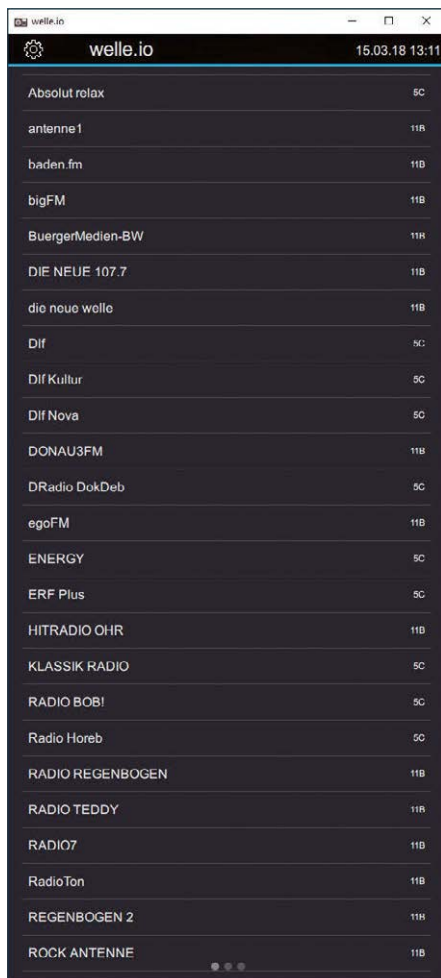 welle.io
welle.io 15.03.18 13:11
Absolut relax 5C
antenne1 11B
baden.fm 11B
bigFM 11B
BuergerMedien-BW 11B
DIE NEUE 107.7 11B
die neue welle 11B
Dlf 5C
Dlf Kultur 5C
Dlf Nova 5C
DONAU3FM 11B
DRadio DokDeb 5C
egoFM 11B
ENERGY 5C
ERF Plus 5C
HITRADIO OHR 11B
KLASSIK RADIO 5C
RADIO BOB! 5C
Radio Horeb 5C
RADIO REGENBOGEN 11B
RADIO TEDDY 11B
RADIO7 11B
RadioTon 11B
REGENBOGEN 2 11B
ROCK ANTENNE 11B